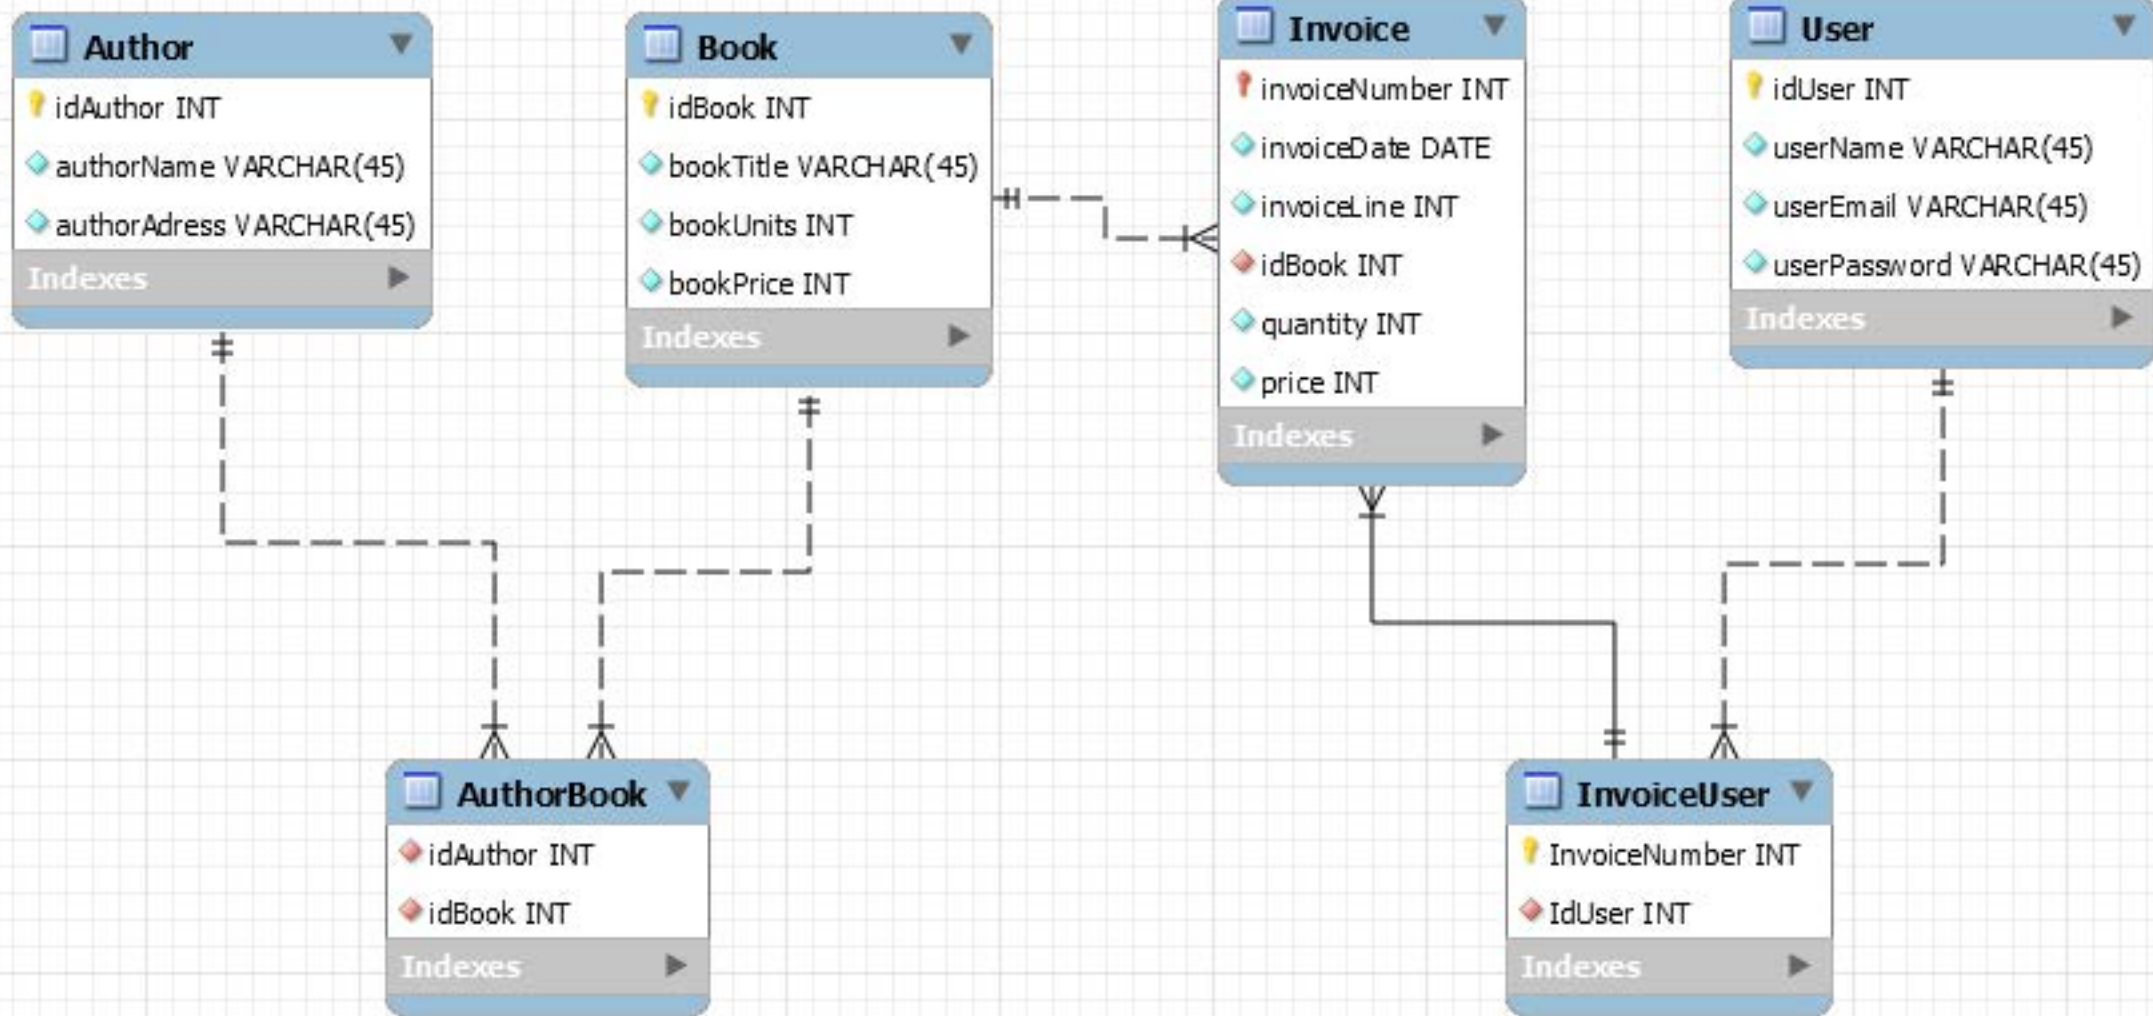 Author
idAuthor INT
authorName VARCHAR(45)
authorAdress VARCHAR(45)
Indexes
Book
idBook INT
bookTitle VARCHAR(45)
bookUnits INT
bookPrice INT
Indexes
Invoice
invoiceNumber INT
invoiceDate DATE
invoiceLine INT
idBook INT
quantity INT
price INT
Indexes
User
idUser INT
userName VARCHAR(45)
userEmail VARCHAR(45)
userPassword VARCHAR(45)
Indexes
AuthorBook
idAuthor INT
idBook INT
Indexes
InvoiceUser
InvoiceNumber INT
IdUser INT
Indexes